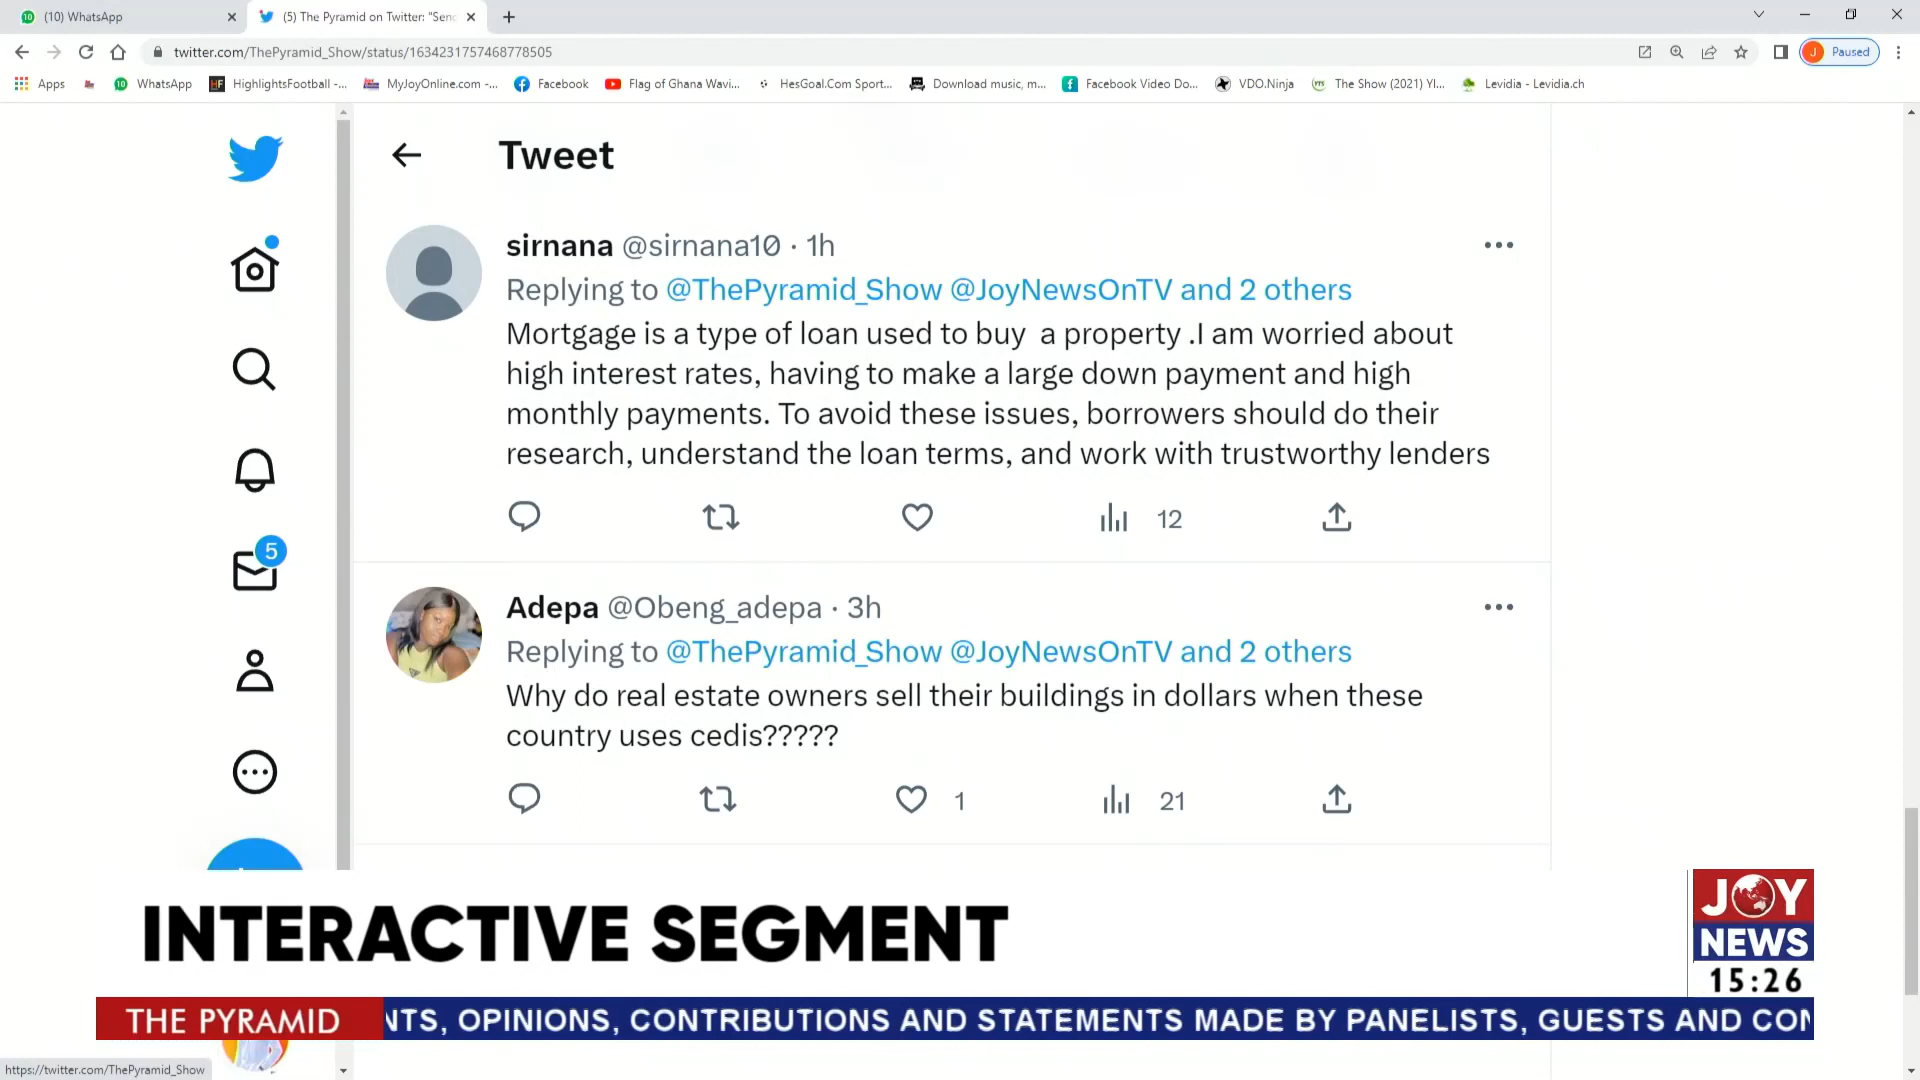 (10) WhatsApp
(5) The Pyramid on Twitter: "Senc
twitter.com/ThePyramid_Show/status/1634231757468778505
J Paused
Apps
10 WhatsApp
HF HighlightsFootball -...
MyJoyOnline.com -...
Facebook
Flag of Ghana Wavi...
HesGoal.Com Sport...
Download music, m...
Facebook Video Do...
VDO.Ninja
The Show (2021) YI...
Levidia - Levidia.ch
Tweet
sirnana @sirnana10 · 1h
Replying to @ThePyramid_Show @JoyNewsOnTV and 2 others
Mortgage is a type of loan used to buy  a property .I am worried about
high interest rates, having to make a large down payment and high
monthly payments. To avoid these issues, borrowers should do their
research, understand the loan terms, and work with trustworthy lenders
12
5
Adepa @Obeng_adepa · 3h
Replying to @ThePyramid_Show @JoyNewsOnTV and 2 others
Why do real estate owners sell their buildings in dollars when these
country uses cedis?????
1
21
INTERACTIVE SEGMENT
JOY
NEWS
15:26
THE PYRAMID
NTS, OPINIONS, CONTRIBUTIONS AND STATEMENTS MADE BY PANELISTS, GUESTS AND CON
https://twitter.com/ThePyramid_Show